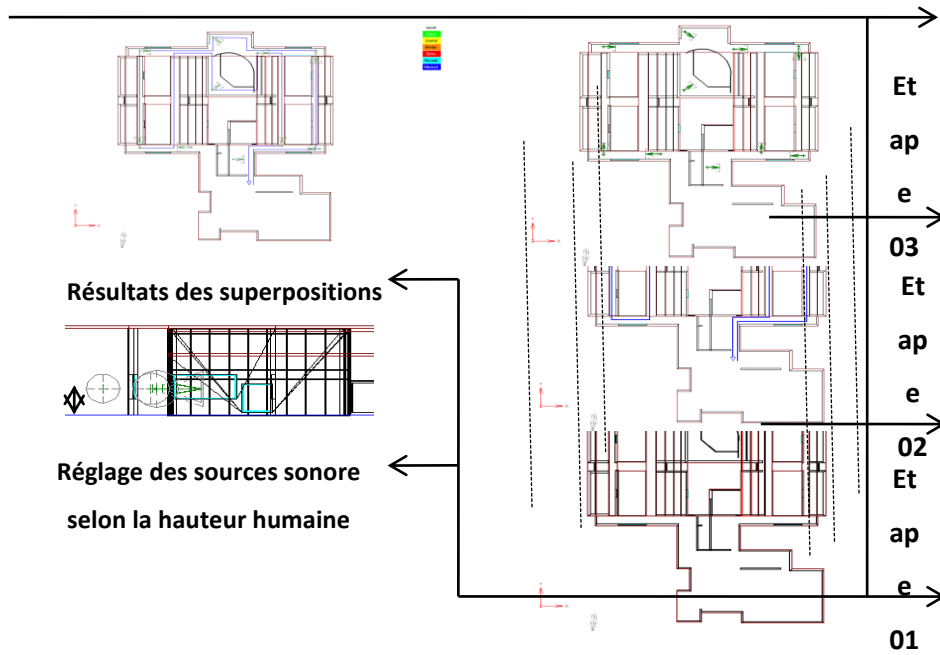 Résultats des superpositions
Réglage des sources sonore
selon la hauteur humaine
Et
ap
e
03
Et
ap
e
02
Et
ap
e
01